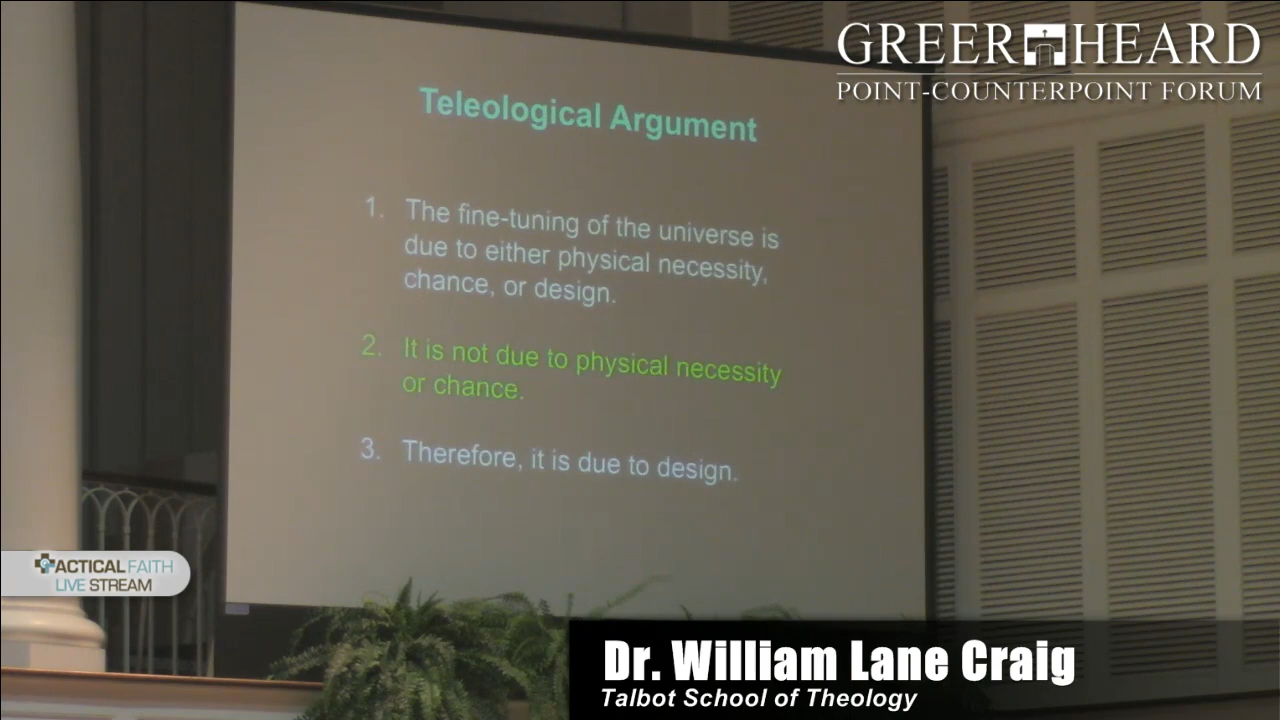 GREER HEARD
POINT-COUNTERPOINT FORUM
Teleological Argument
1. The fine-tuning of the universe is
due to either physical necessity,
chance, or design.
2. It is not due to physical necessity
or chance.
3. Therefore, it is due to design.
TACTICAL FAITH
LIVE STREAM
Dr. William Lane Craig
Talbot School of Theology